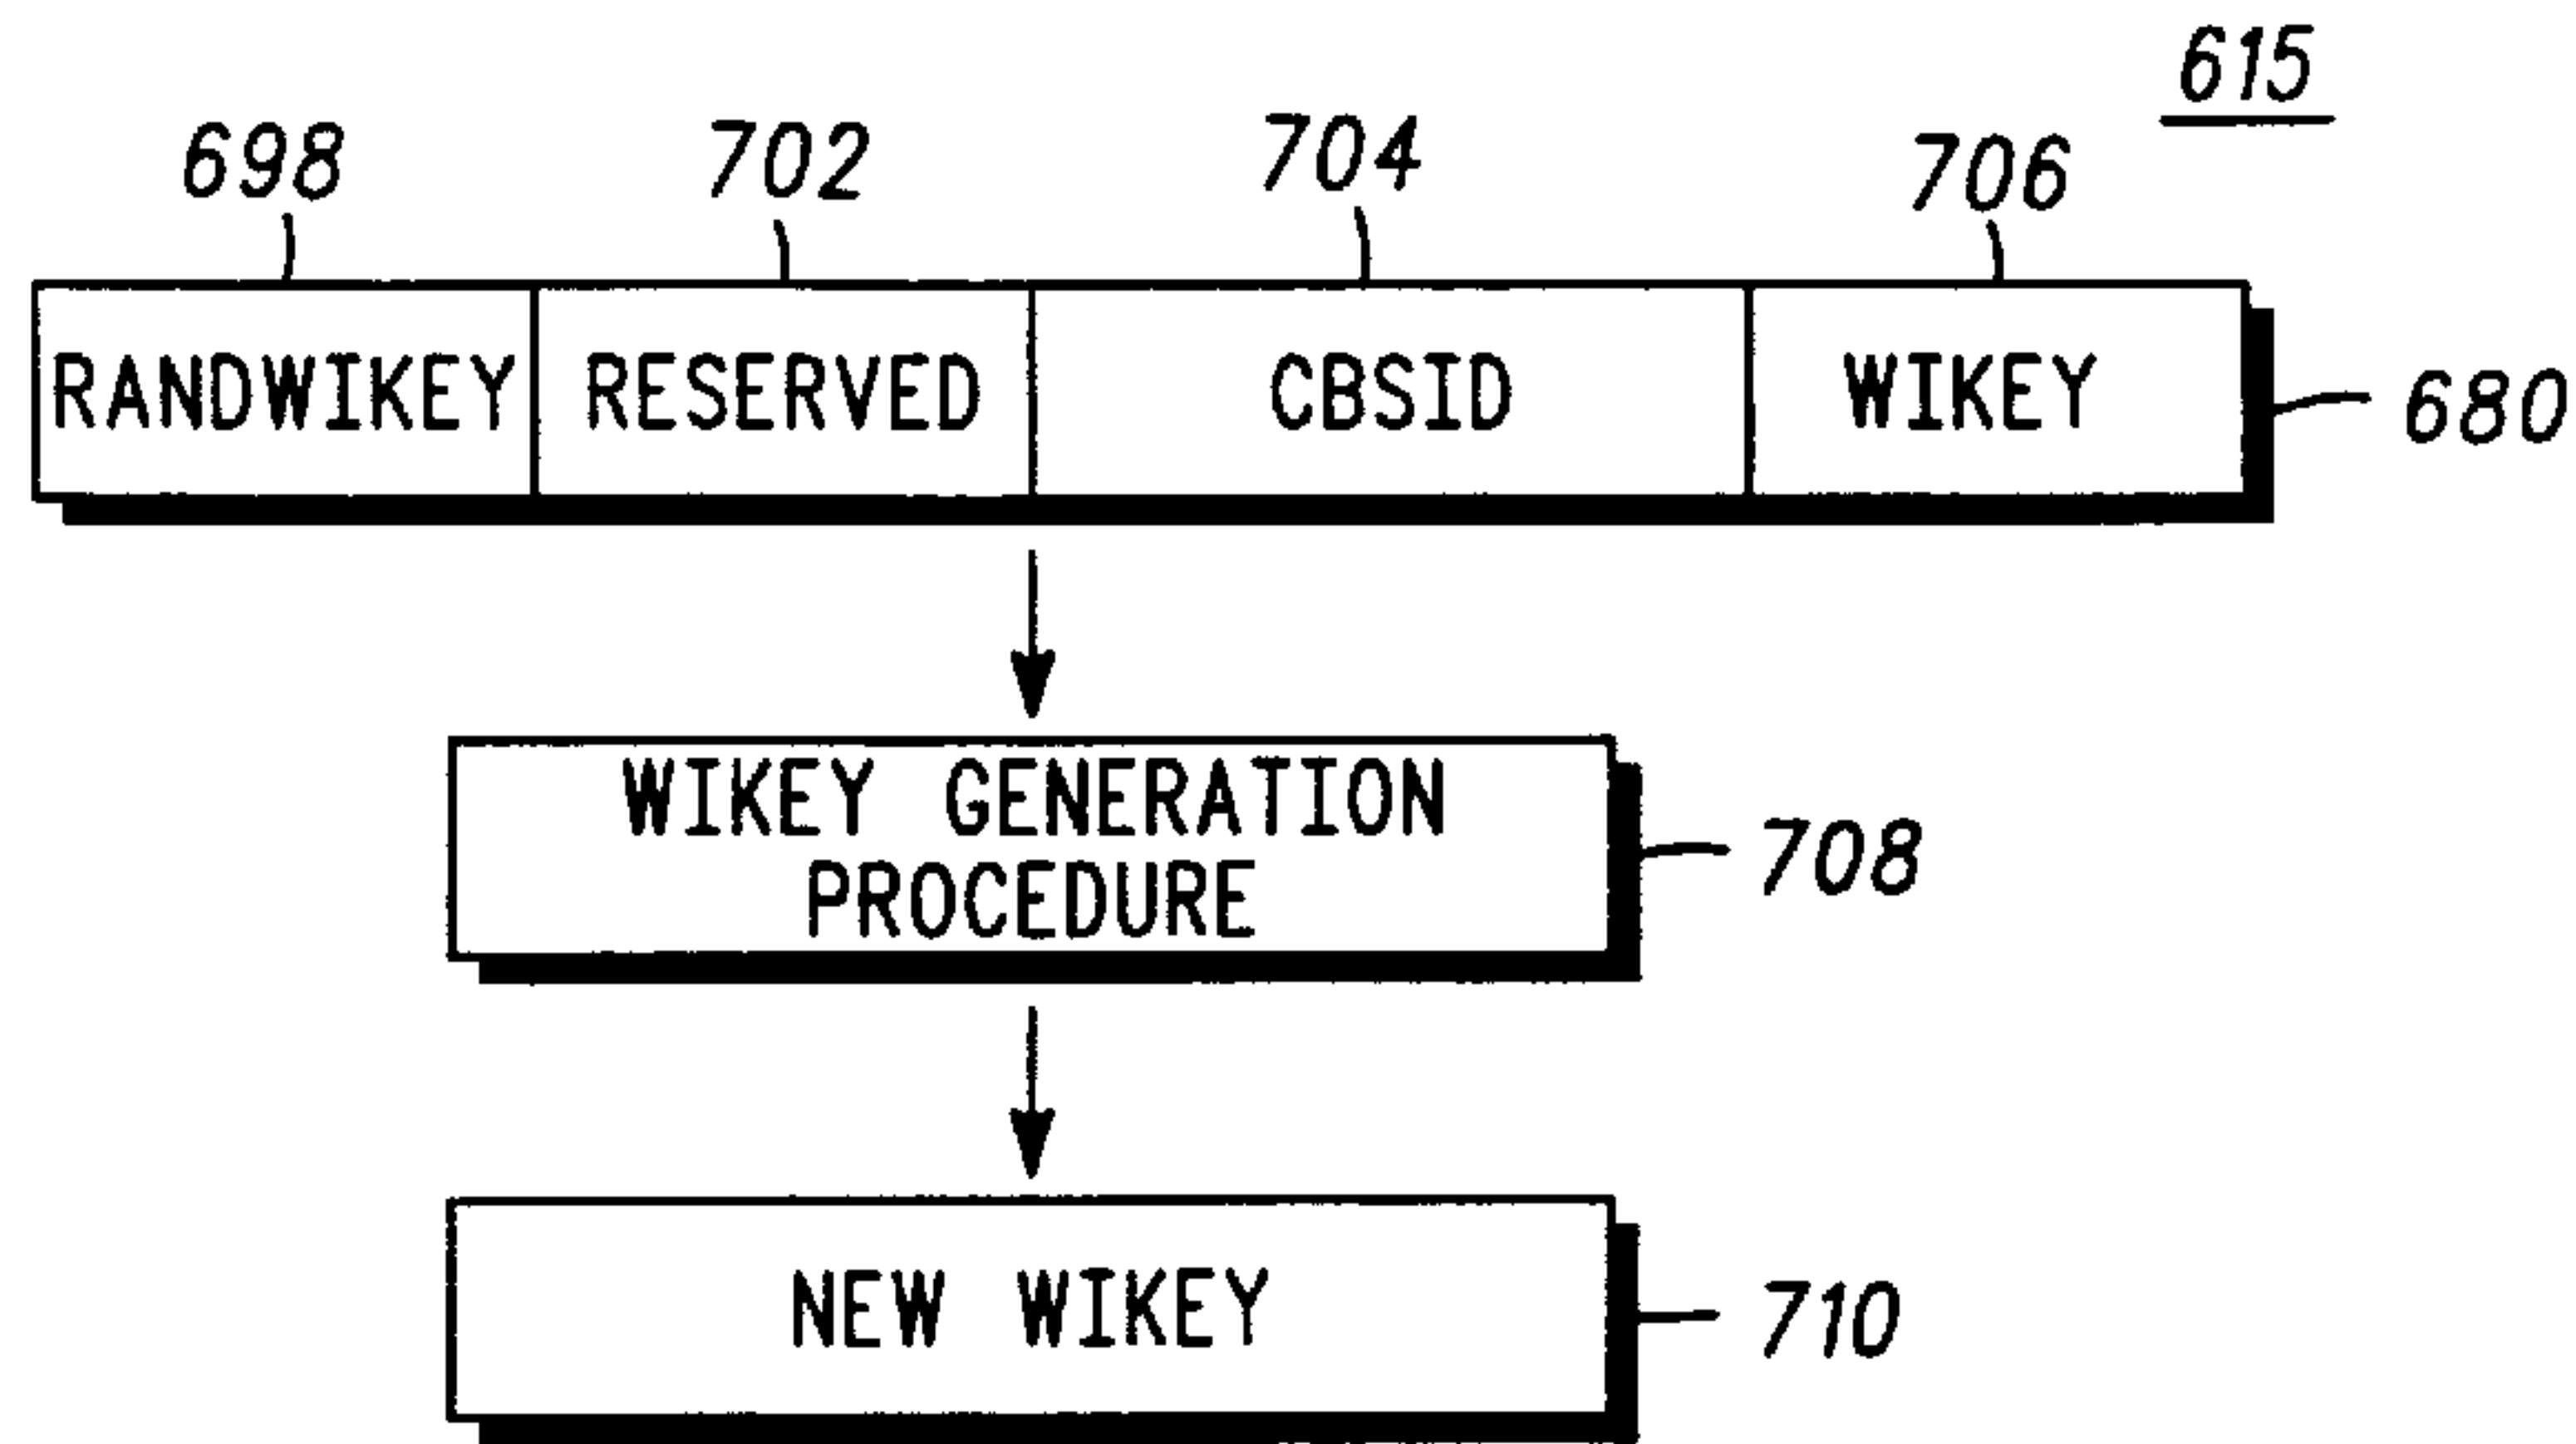 615
698 702 704 706
RANDWIKEY RESERVED CBSID WIKEY
680
WIKEY GENERATION
PROCEDURE
708
NEW WIKEY
710